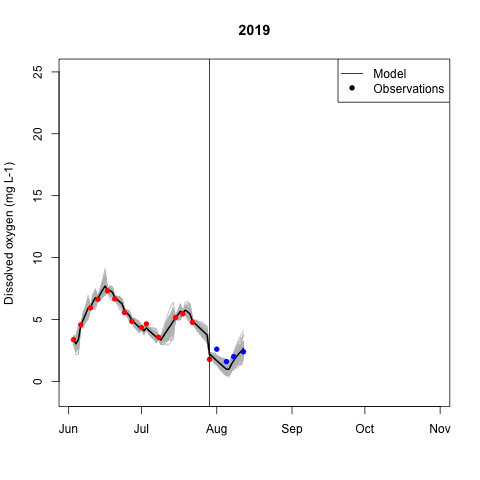 2019
Model
Observations
Dissolved oxygen (mg L-1)
25
20
15
10
5
0
Jun Jul Aug Sep Oct Nov